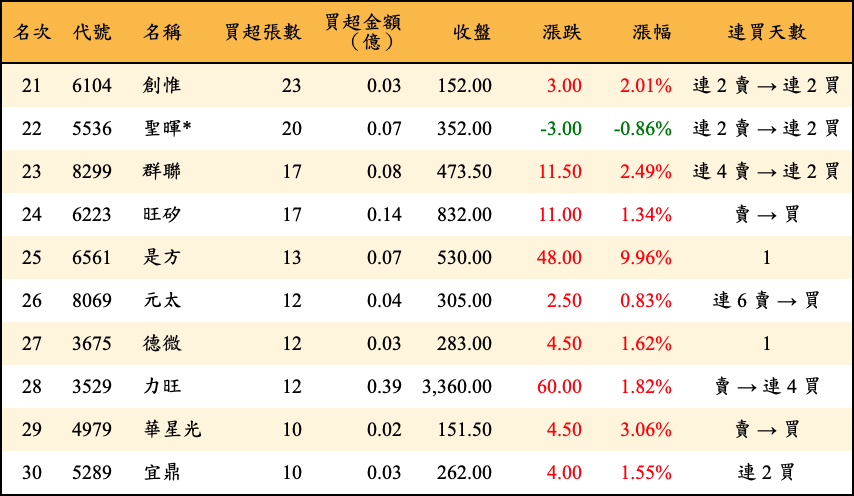 名次 代號 名稱 買超張數 買超金額（億） 收盤 漲跌 漲幅 連買天數
21 6104 創惟 23 0.03 152.00 3.00 2.01% 連 2 賣 → 連 2 買
22 5536 聖暉* 20 0.07 352.00 -3.00 -0.86% 連 2 賣 → 連 2 買
23 8299 群聯 17 0.08 473.50 11.50 2.49% 連 4 賣 → 連 2 買
24 6223 旺矽 17 0.14 832.00 11.00 1.34% 賣 → 買
25 6561 是方 13 0.07 530.00 48.00 9.96% 1
26 8069 元太 12 0.04 305.00 2.50 0.83% 連 6 賣 → 買
27 3675 德微 12 0.03 283.00 4.50 1.62% 1
28 3529 力旺 12 0.39 3,360.00 60.00 1.82% 賣 → 連 4 買
29 4979 華星光 10 0.02 151.50 4.50 3.06% 賣 → 買
30 5289 宜鼎 10 0.03 262.00 4.00 1.55% 連 2 買